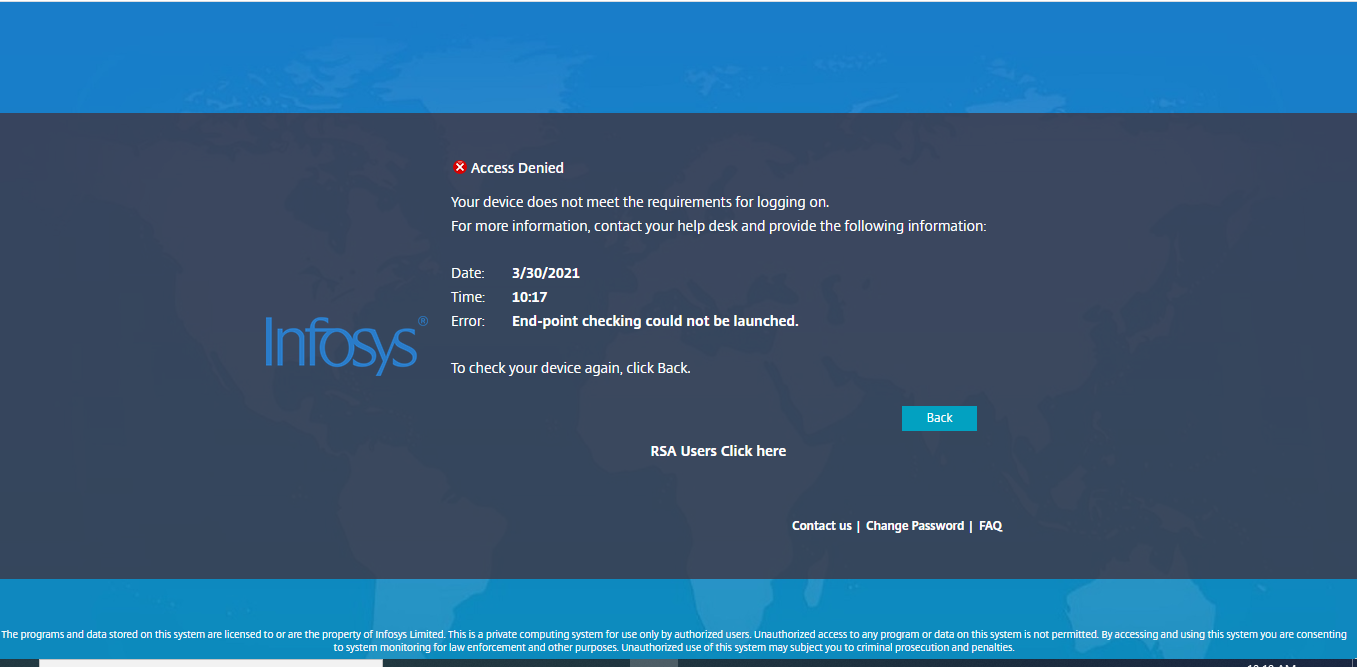 Access Denied
Your device does not meet the requirements for logging on.
For more information, contact your help desk and provide the following information:
Date: 3/30/2021
Time: 10:17
Error: End-point checking could not be launched.
Infosys®
To check your device again, click Back.
Back
RSA Users Click here
Contact us | Change Password | FAQ
The programs and data stored on this system are licensed to or are the property of Infosys Limited. This is a private computing system for use only by authorized users. Unauthorized access to any program or data on this system is not permitted. By accessing and using this system you are consenting
to system monitoring for law enforcement and other purposes. Unauthorized use of this system may subject you to criminal prosecution and penalties.